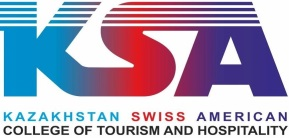 KSA
KAZAKHSTAN SWISS AMERICAN
COLLEGE OF TOURISM AND HOSPITALITY